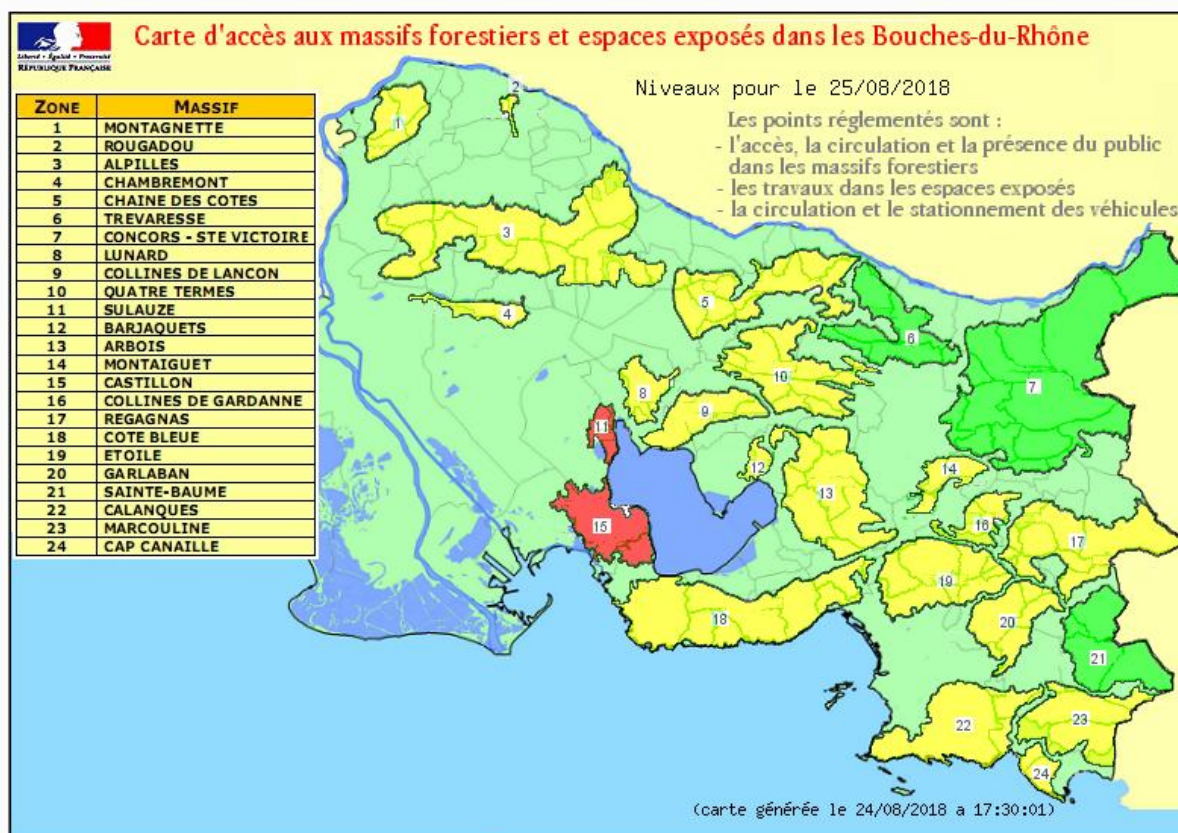 Carte d'accès aux massifs forestiers et espaces exposés dans les Bouches-du-Rhône
Liberté • Égalité • Fraternité
RÉPUBLIQUE FRANÇAISE
Niveaux pour le 25/08/2018
Les points réglementés sont :
- l'accès, la circulation et la présence du public
dans les massifs forestiers
- les travaux dans les espaces exposés
- la circulation et le stationnement des véhicules
ZONE MASSIF
1 MONTAGNETTE
2 ROUGADOU
3 ALPILLES
4 CHAMBREMONT
5 CHAINE DES COTES
6 TREVARESSE
7 CONCORS - STE VICTOIRE
8 LUNARD
9 COLLINES DE LANCON
10 QUATRE TERMES
11 SULAUZE
12 BARJAQUETS
13 ARBOIS
14 MONTAIGUET
15 CASTILLON
16 COLLINES DE GARDANNE
17 REGAGNAS
18 COTE BLEUE
19 ETOILE
20 GARLABAN
21 SAINTE-BAUME
22 CALANQUES
23 MARCOULINE
24 CAP CANAILLE
2
1
3
5
4
6
7
10
8
9
11
12
13
14
15
16
17
19
18
20
21
22
23
24
(carte générée le 24/08/2018 a 17:30:01)